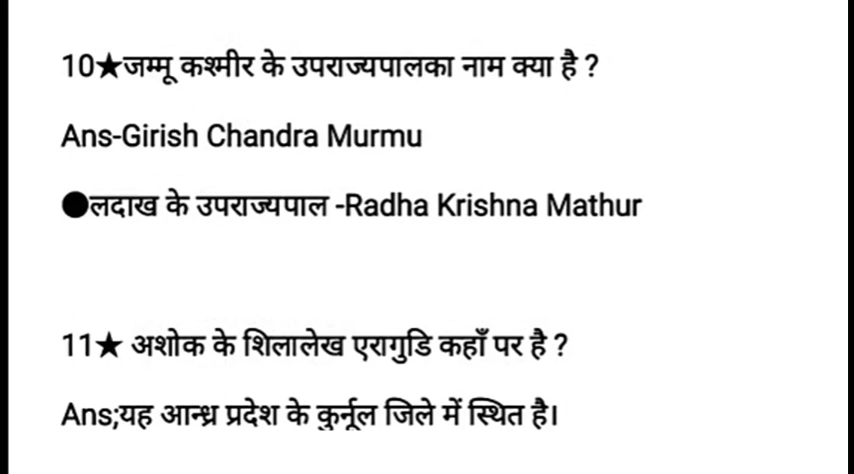 10★जम्मू कश्मीर के उपराज्यपालका नाम क्या है ?
Ans-Girish Chandra Murmu
●लदाख के उपराज्यपाल -Radha Krishna Mathur
11★ अशोक के शिलालेख एरागुडि कहाँ पर है ?
Ans;यह आन्ध्र प्रदेश के कुर्नूल जिले में स्थित है।